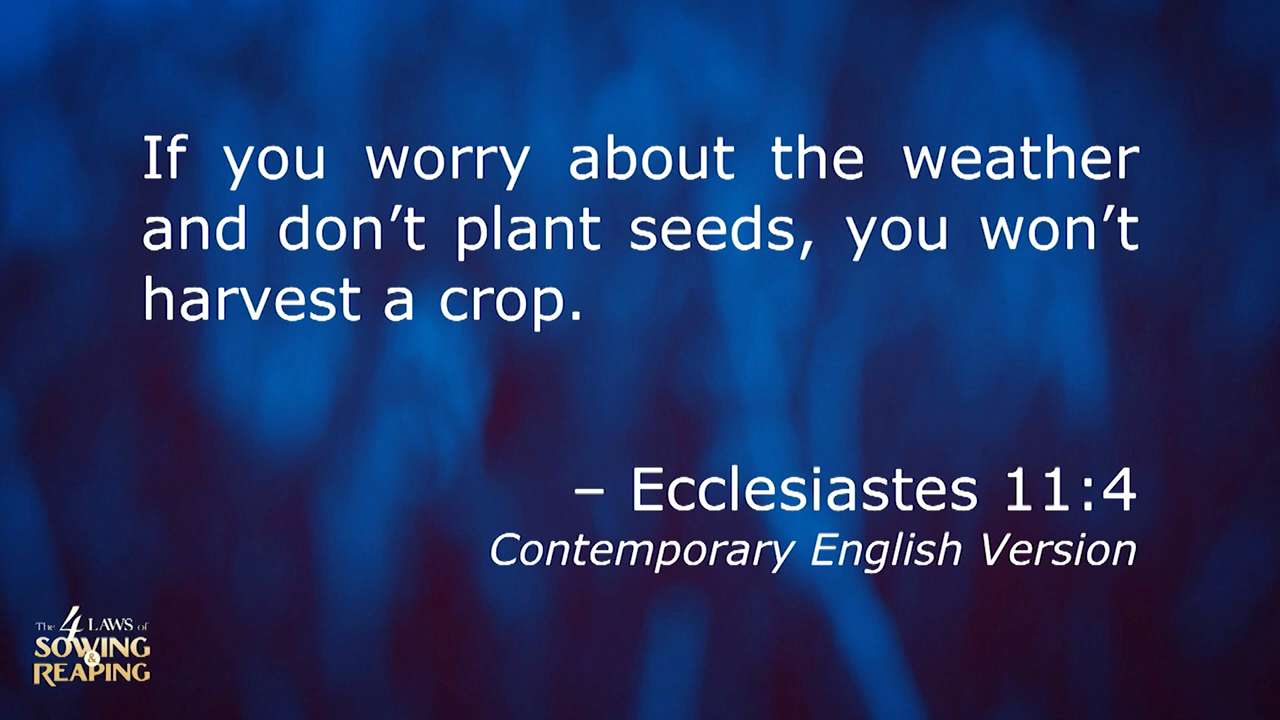 If you worry about the weather
and don’t plant seeds, you won’t
harvest a crop.
– Ecclesiastes 11:4
Contemporary English Version
The 4 LAWS of
SOWING
&
REAPING